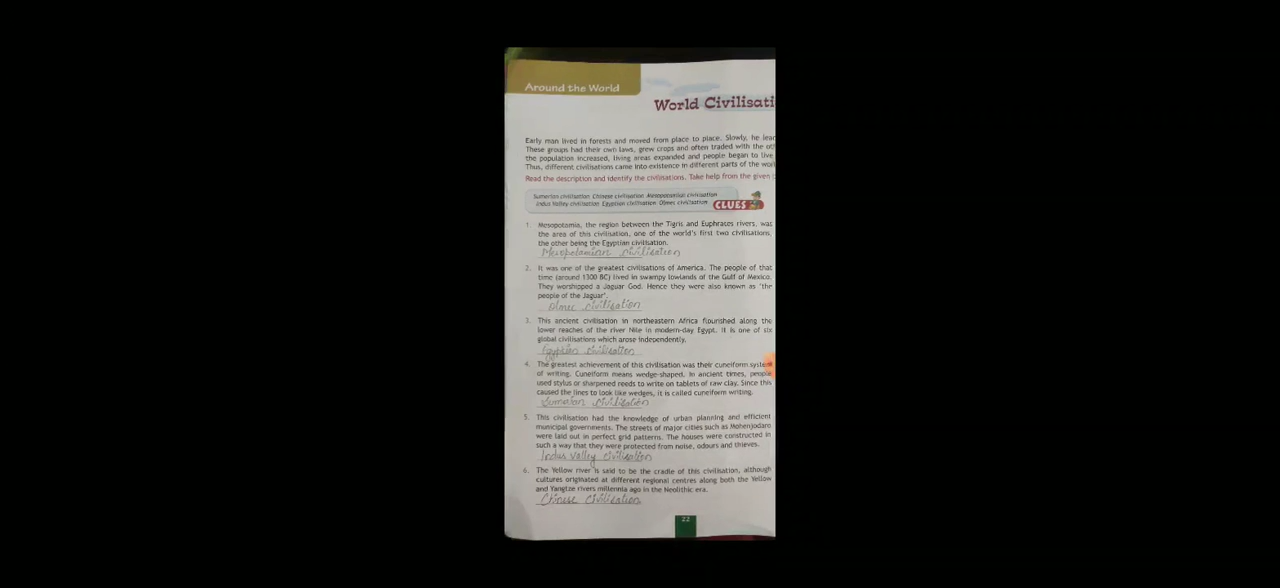 Around the World
World Civilisati
Early man lived in forests and moved from place to place. Slowly, he lear
These groups had their own laws, grew crops and often traded with the ot
the population increased, living areas expanded and people began to live
Thus, different civilisations came into existence in different parts of the wor
Read the description and identify the civilisations. Take help from the given
Sumerian civilisation Chinese civilisation Mesopotamian civilisation
Indus Valley civilisation Egyptian civilisation Olmec civilisation
CLUES
1. Mesopotamia, the region between the Tigris and Euphrates rivers, was
the area of this civilisation, one of the world's first two civilisations,
the other being the Egyptian civilisation.
Mesopotamian civilisation
2. It was one of the greatest civilisations of America. The people of that
time (around 1300 BC) lived in swampy lowlands of the Gulf of Mexico.
They worshipped a Jaguar God. Hence they were also known as 'the
people of the Jaguar'.
Olmec civilisation
3. This ancient civilisation in northeastern Africa flourished along the
lower reaches of the river Nile in modern-day Egypt. It is one of six
global civilisations which arose independently.
Egyptian civilisation
4. The greatest achievement of this civilisation was their cuneiform system
of writing. Cuneiform means wedge-shaped. In ancient times, people
used stylus or sharpened reeds to write on tablets of raw clay. Since this
caused the lines to look like wedges, it is called cuneiform writing.
Sumerian civilisation
5. This civilisation had the knowledge of urban planning and efficient
municipal governments. The streets of major cities such as Mohenjodaro
were laid out in perfect grid patterns. The houses were constructed in
such a way that they were protected from noise, odours and thieves.
Indus Valley civilisation
6. The Yellow river is said to be the cradle of this civilisation, although
cultures originated at different regional centres along both the Yellow
and Yangtze rivers millennia ago in the Neolithic era.
Chinese civilisation
22